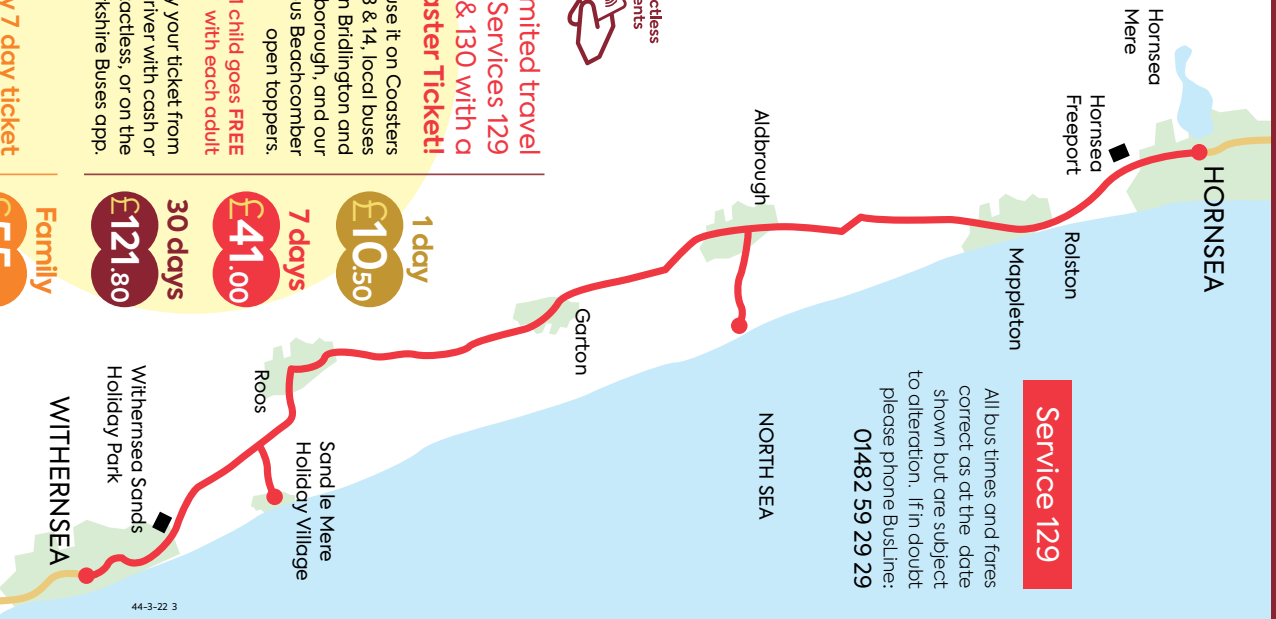 HORNSEA
Hornsea
Mere
Hornsea
Freeport
Rolston
Mappleton
Service 129
All bus times and fares
correct as at the date
shown but are subject
to alteration. If in doubt
please phone BusLine:
01482 59 29 29
Aldbrough
NORTH SEA
Garton
Sand le Mere
Holiday Village
Roos
Withernsea Sands
Holiday Park
WITHERNSEA
44-3-22 3
ctless
ents
mited travel
Services 129
& 130 with a
aster Ticket!
use it on Coasters
3 & 14, local buses
n Bridlington and
borough, and our
us Beachcomber
open toppers.
1 child goes FREE
with each adult
y your ticket from
river with cash or
actless, or on the
kshire Buses app.
1 day
£10.50
7 days
£41.00
30 days
£121.80
y 7 day ticket
Family